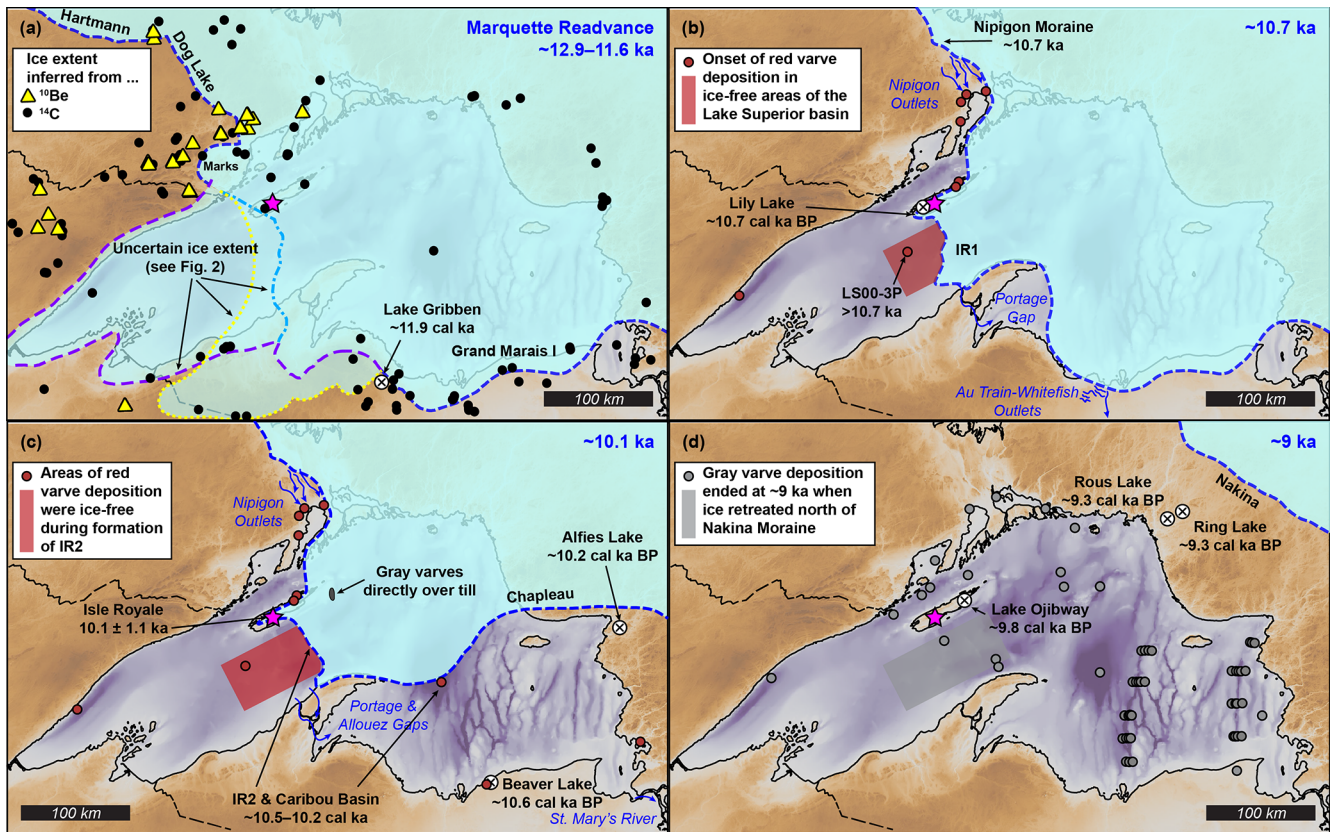 (a)
Hartmann
Dog Lake
Marquette Readvance
~12.9–11.6 ka
Ice extent
inferred from ...
¹⁰Be
¹⁴C
Marks
Uncertain ice extent
(see Fig. 2)
Lake Gribben
~11.9 cal ka
Grand Marais I
100 km
(b)
~10.7 ka
Nipigon Moraine
~10.7 ka
Onset of red varve
deposition in
ice-free areas of the
Lake Superior basin
Nipigon
Outlets
Lily Lake
~10.7 cal ka BP
IR1
LS00-3P
>10.7 ka
Portage
Gap
Au Train-Whitefish
Outlets
100 km
(c)
~10.1 ka
Areas of red
varve deposition
were ice-free
during formation
of IR2
Nipigon
Outlets
Alfies Lake
~10.2 cal ka BP
Gray varves
directly over till
Chapleau
Isle Royale
10.1 ± 1.1 ka
Portage &
Allouez Gaps
IR2 & Caribou Basin
~10.5–10.2 cal ka
Beaver Lake
~10.6 cal ka BP
St. Mary's River
100 km
(d)
~9 ka
Gray varve deposition
ended at ~9 ka when
ice retreated north of
Nakina Moraine
Rous Lake
~9.3 cal ka BP
Nakina
Ring Lake
~9.3 cal ka BP
Lake Ojibway
~9.8 cal ka BP
100 km